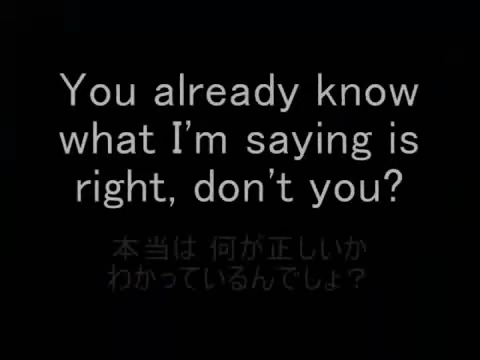 You already know
what I'm saying is
right, don't you?
本当は 何が正しいか
わかっているんでしょ?